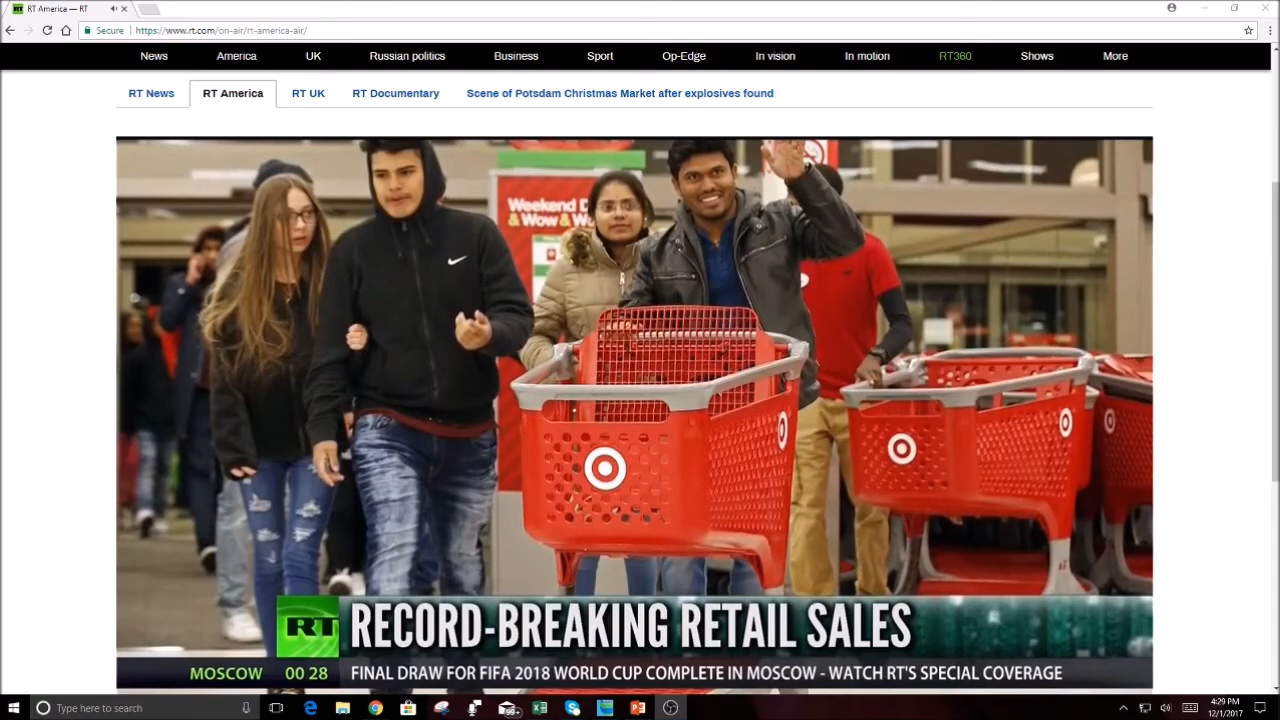 RT America — RT
Secure https://www.rt.com/on-air/rt-america-air/
News America UK Russian politics Business Sport Op-Edge In vision In motion RT360 Shows More
RT News RT America RT UK RT Documentary Scene of Potsdam Christmas Market after explosives found
Weekend
& Wow &
RT RECORD-BREAKING RETAIL SALES
MOSCOW 00 28 FINAL DRAW FOR FIFA 2018 WORLD CUP COMPLETE IN MOSCOW - WATCH RT'S SPECIAL COVERAGE
Type here to search
4:29 PM
12/1/2017